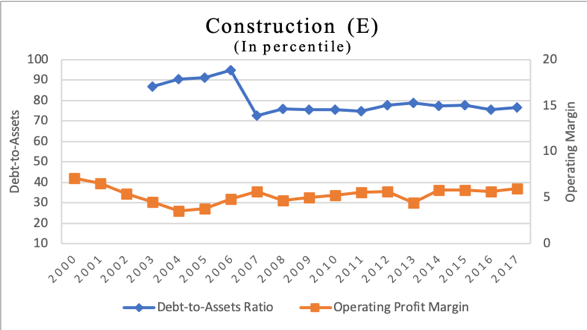 Construction (E)
(In percentile)
Debt-to-Assets
100
90
80
70
60
50
40
30
20
10
20
15
10
5
0
Operating Margin
2000 2001 2002 2003 2004 2005 2006 2007 2008 2009 2010 2011 2012 2013 2014 2015 2016 2017
Debt-to-Assets Ratio Operating Profit Margin